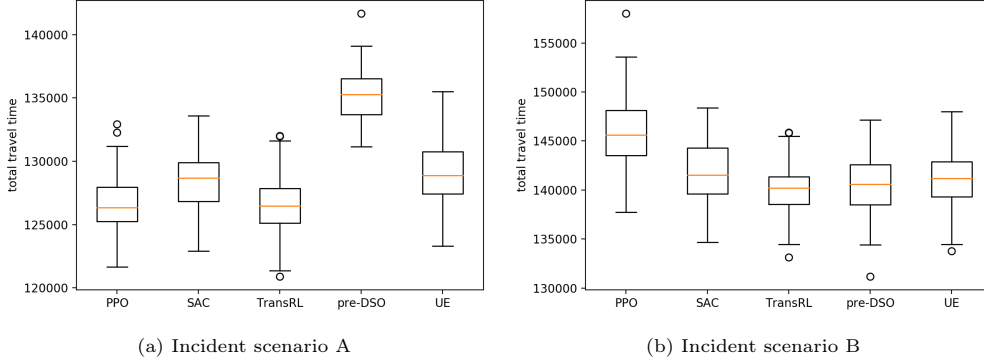 total travel time
140000
135000
130000
125000
120000
PPO SAC TransRL pre-DSO UE
(a) Incident scenario A
total travel time
155000
150000
145000
140000
135000
130000
PPO SAC TransRL pre-DSO UE
(b) Incident scenario B